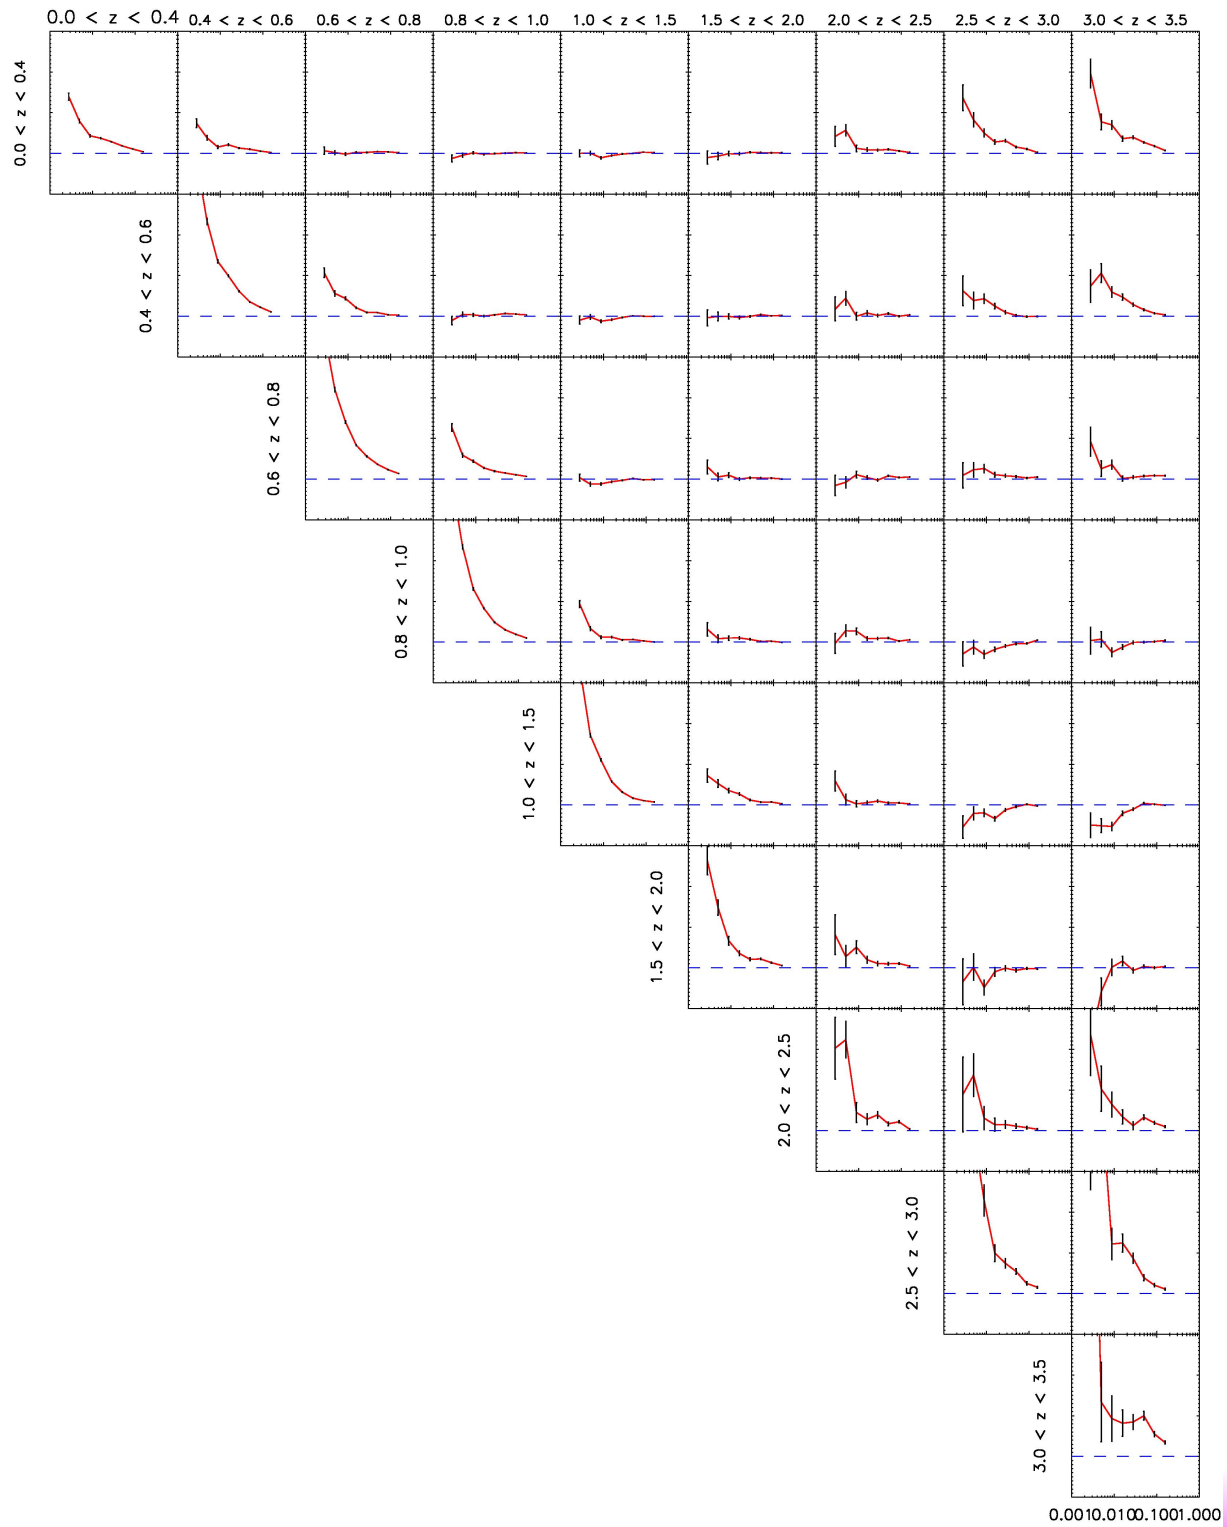 0.0 < z < 0.4
0.4 < z < 0.6
0.6 < z < 0.8
0.8 < z < 1.0
1.0 < z < 1.5
1.5 < z < 2.0
2.0 < z < 2.5
2.5 < z < 3.0
3.0 < z < 3.5
0.0 < z < 0.4
0.4 < z < 0.6
0.6 < z < 0.8
0.8 < z < 1.0
1.0 < z < 1.5
1.5 < z < 2.0
2.0 < z < 2.5
2.5 < z < 3.0
3.0 < z < 3.5
0.0010.0100.1001.000